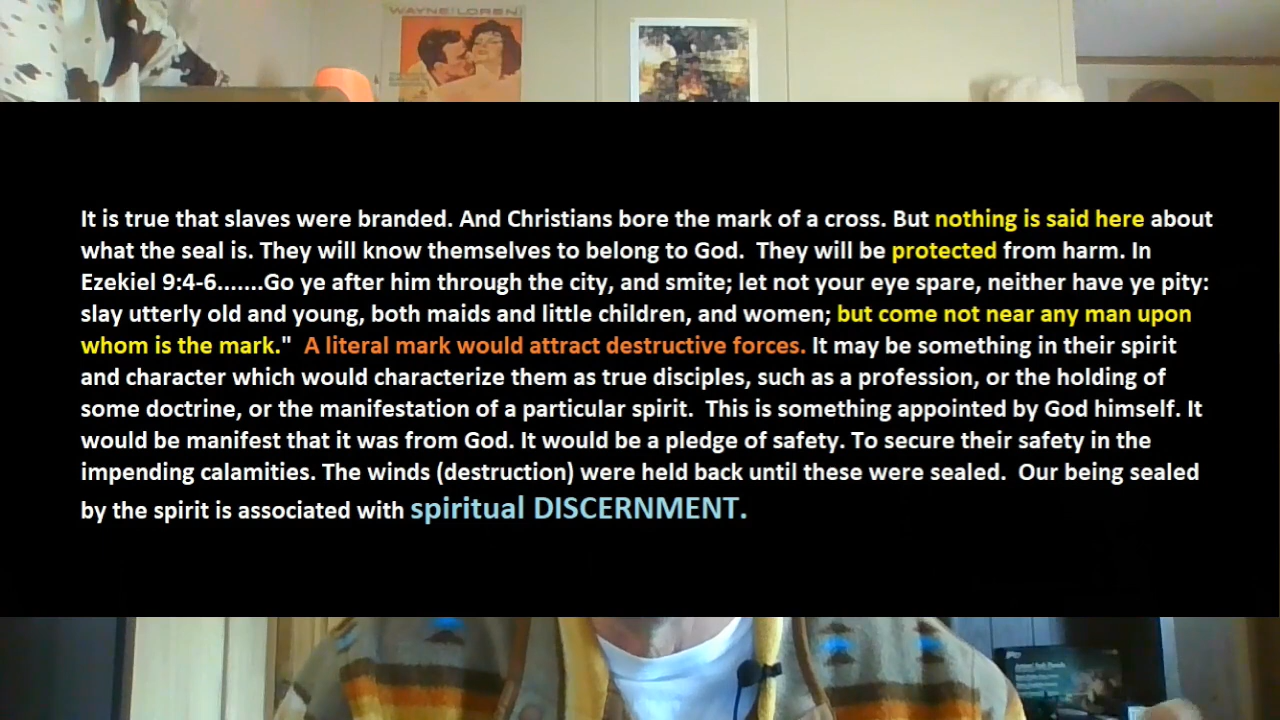 WAYNE LOREN
It is true that slaves were branded. And Christians bore the mark of a cross. But nothing is said here about
what the seal is. They will know themselves to belong to God.  They will be protected from harm. In
Ezekiel 9:4-6.......Go ye after him through the city, and smite; let not your eye spare, neither have ye pity:
slay utterly old and young, both maids and little children, and women; but come not near any man upon
whom is the mark."  A literal mark would attract destructive forces. It may be something in their spirit
and character which would characterize them as true disciples, such as a profession, or the holding of
some doctrine, or the manifestation of a particular spirit.  This is something appointed by God himself. It
would be manifest that it was from God. It would be a pledge of safety. To secure their safety in the
impending calamities. The winds (destruction) were held back until these were sealed.  Our being sealed
by the spirit is associated with spiritual DISCERNMENT.